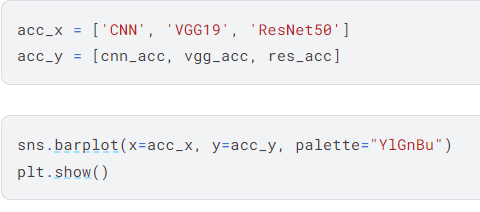 acc_x = ['CNN', 'VGG19', 'ResNet50']
acc_y = [cnn_acc, vgg_acc, res_acc]
sns.barplot(x=acc_x, y=acc_y, palette="YlGnBu")
plt.show()